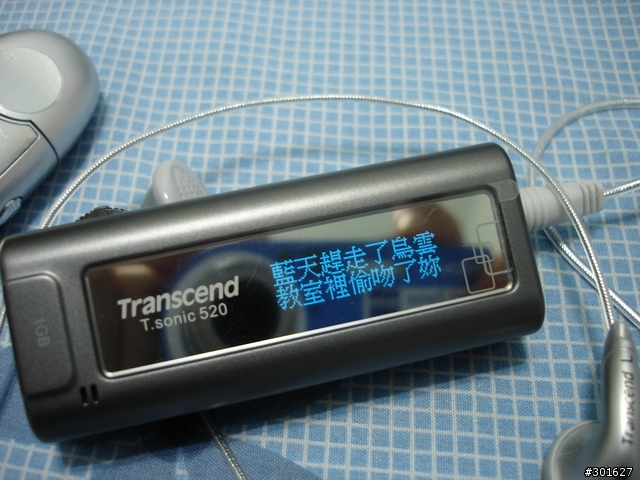 藍天趕走了烏雲
教室裡偷吻了妳
Transcend
T.sonic 520
1GB
Transcend
L
#301627